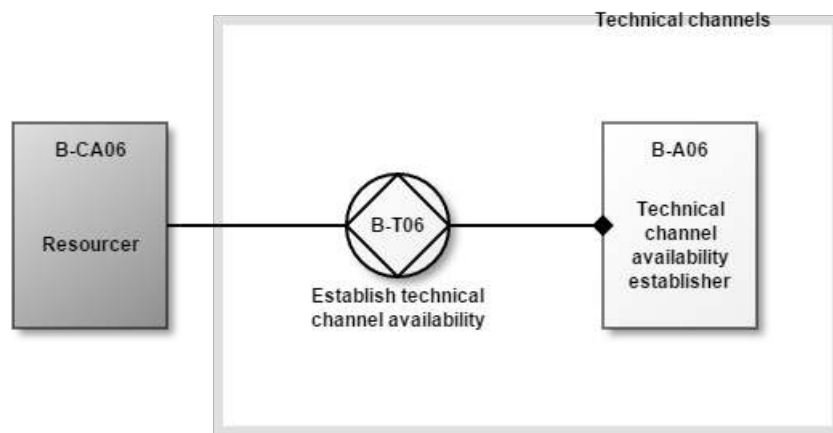 Technical channels
B-CA06
Resourcer
B-T06
Establish technical
channel availability
B-A06
Technical
channel
availability
establisher